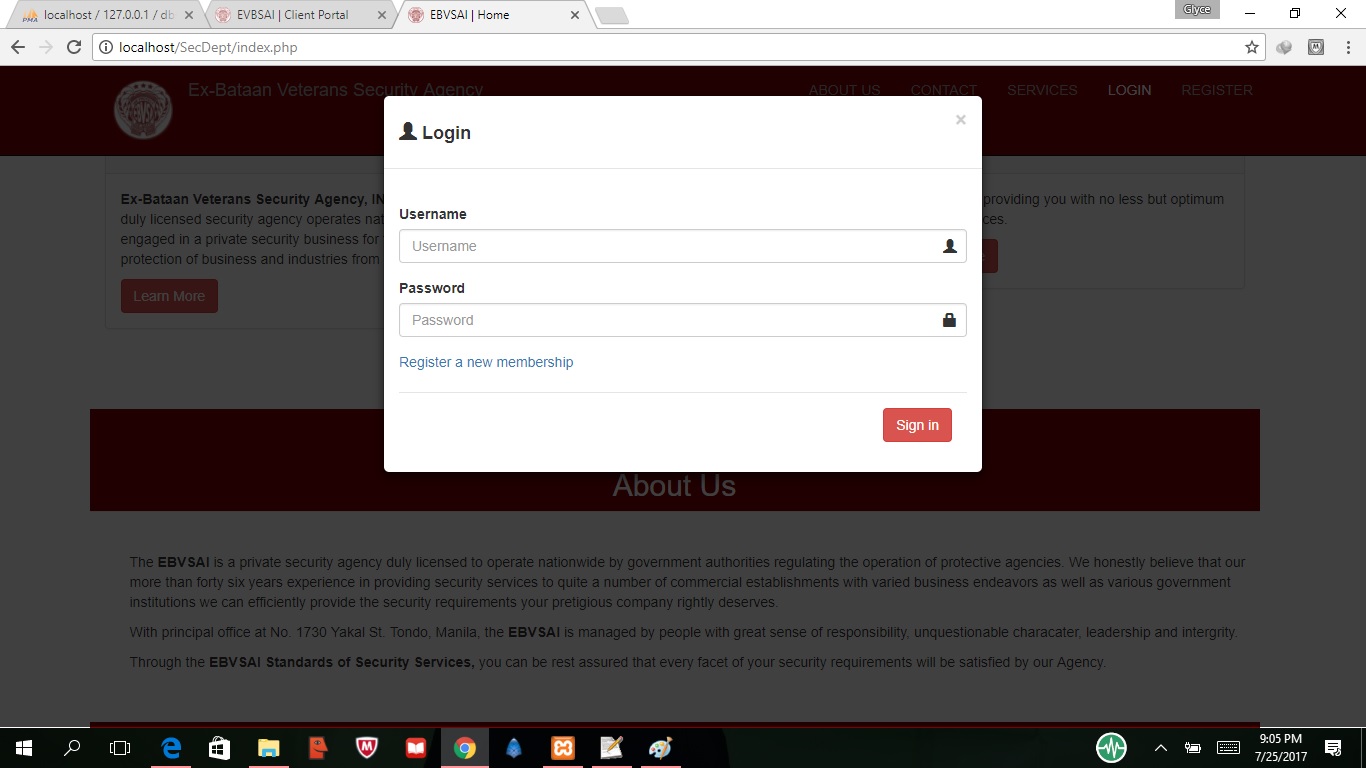 localhost / 127.0.0.1 / db
EVBSAI | Client Portal
EBVSAI | Home
Glyce
localhost/SecDept/index.php
Ex-Bataan Veterans Security Agency
ABOUT US CONTACT SERVICES LOGIN REGISTER
Login
×
Username
Username
Password
Password
Register a new membership
Sign in
Ex-Bataan Veterans Security Agency, IN
duly licensed security agency operates nat
engaged in a private security business for
protection of business and industries from
Learn More
providing you with no less but optimum
ces.
About Us
The EBVSAI is a private security agency duly licensed to operate nationwide by government authorities regulating the operation of protective agencies. We honestly believe that our
more than forty six years experience in providing security services to quite a number of commercial establishments with varied business endeavors as well as various government
institutions we can efficiently provide the security requirements your pretigious company rightly deserves.
With principal office at No. 1730 Yakal St. Tondo, Manila, the EBVSAI is managed by people with great sense of responsibility, unquestionable characater, leadership and intergrity.
Through the EBVSAI Standards of Security Services, you can be rest assured that every facet of your security requirements will be satisfied by our Agency.
9:05 PM
7/25/2017